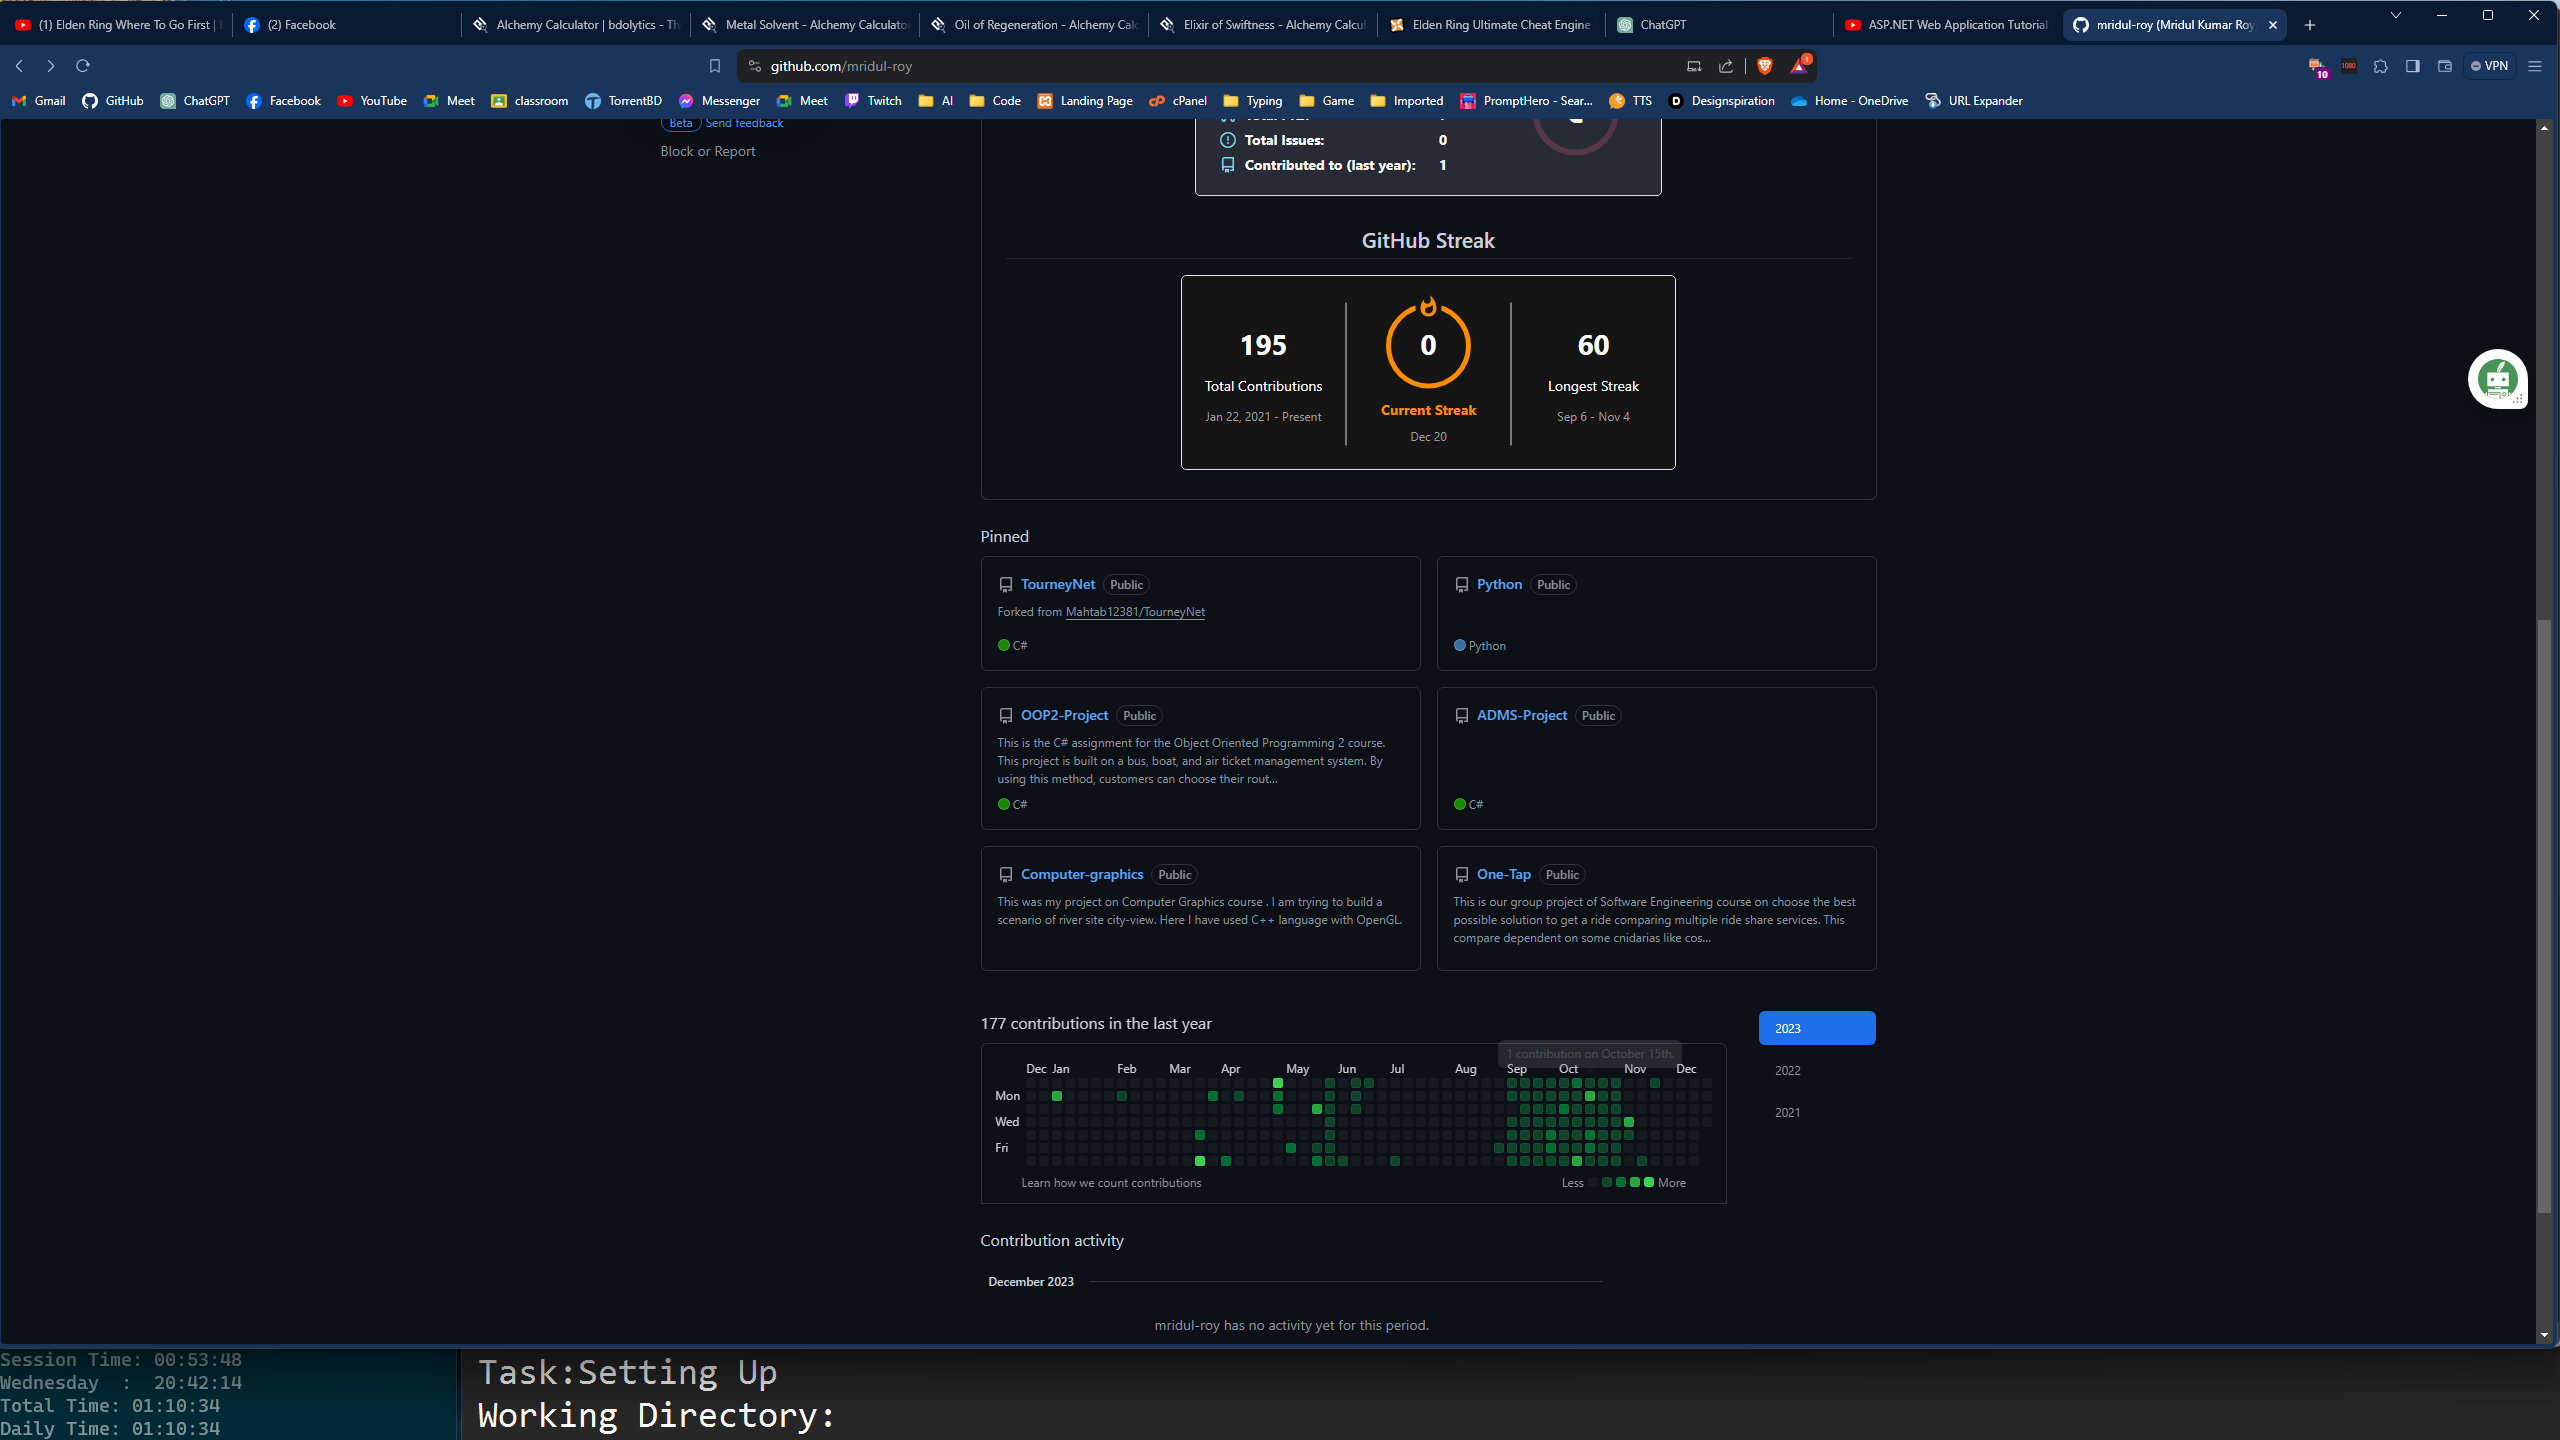 (1) Elden Ring Where To Go First |
(2) Facebook
Alchemy Calculator | bdolytics - Th
Metal Solvent - Alchemy Calculator
Oil of Regeneration - Alchemy Calc
Elixir of Swiftness - Alchemy Calcul
Elden Ring Ultimate Cheat Engine
ChatGPT
ASP.NET Web Application Tutorial
mridul-roy (Mridul Kumar Roy
github.com/mridul-roy
1
10
1080
VPN
Gmail
GitHub
ChatGPT
Facebook
YouTube
Meet
classroom
TorrentBD
Messenger
Meet
Twitch
AI
Code
Landing Page
cPanel
Typing
Game
Imported
PromptHero - Sear...
TTS
Designspiration
Home - OneDrive
URL Expander
Beta Send feedback
Block or Report
Total Issues: 0
Contributed to (last year): 1
GitHub Streak
195
Total Contributions
Jan 22, 2021 - Present
0
Current Streak
Dec 20
60
Longest Streak
Sep 6 - Nov 4
Pinned
TourneyNet Public
Forked from Mahtab12381/TourneyNet
C#
Python Public
Python
OOP2-Project Public
This is the C# assignment for the Object Oriented Programming 2 course.
This project is built on a bus, boat, and air ticket management system. By
using this method, customers can choose their rout...
C#
ADMS-Project Public
C#
Computer-graphics Public
This was my project on Computer Graphics course . I am trying to build a
scenario of river site city-view. Here I have used C++ language with OpenGL.
One-Tap Public
This is our group project of Software Engineering course on choose the best
possible solution to get a ride comparing multiple ride share services. This
compare dependent on some cnidarias like cos...
177 contributions in the last year
2023
2022
2021
1 contribution on October 15th.
Dec Jan Feb Mar Apr May Jun Jul Aug Sep Oct Nov Dec
Mon
Wed
Fri
Learn how we count contributions
Less More
Contribution activity
December 2023
mridul-roy has no activity yet for this period.
Session Time: 00:53:48
Wednesday : 20:42:14
Total Time: 01:10:34
Daily Time: 01:10:34
Task:Setting Up
Working Directory: